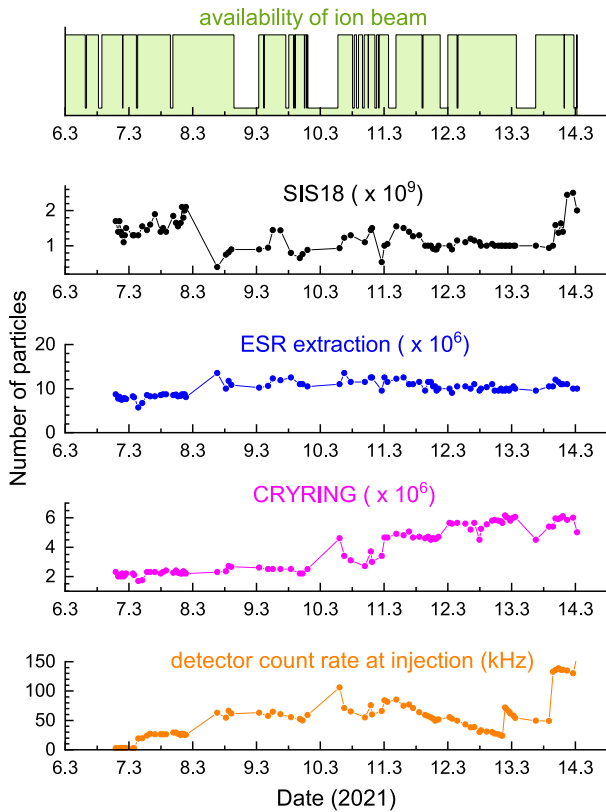 availability of ion beam
6.3 7.3 8.3 9.3 10.3 11.3 12.3 13.3 14.3
SIS18 ( x 10⁹)
2
1
6.3 7.3 8.3 9.3 10.3 11.3 12.3 13.3 14.3
Number of particles
ESR extraction ( x 10⁶)
20
10
0
6.3 7.3 8.3 9.3 10.3 11.3 12.3 13.3 14.3
CRYRING ( x 10⁶)
6
4
2
6.3 7.3 8.3 9.3 10.3 11.3 12.3 13.3 14.3
detector count rate at injection (kHz)
150
100
50
0
6.3 7.3 8.3 9.3 10.3 11.3 12.3 13.3 14.3
Date (2021)